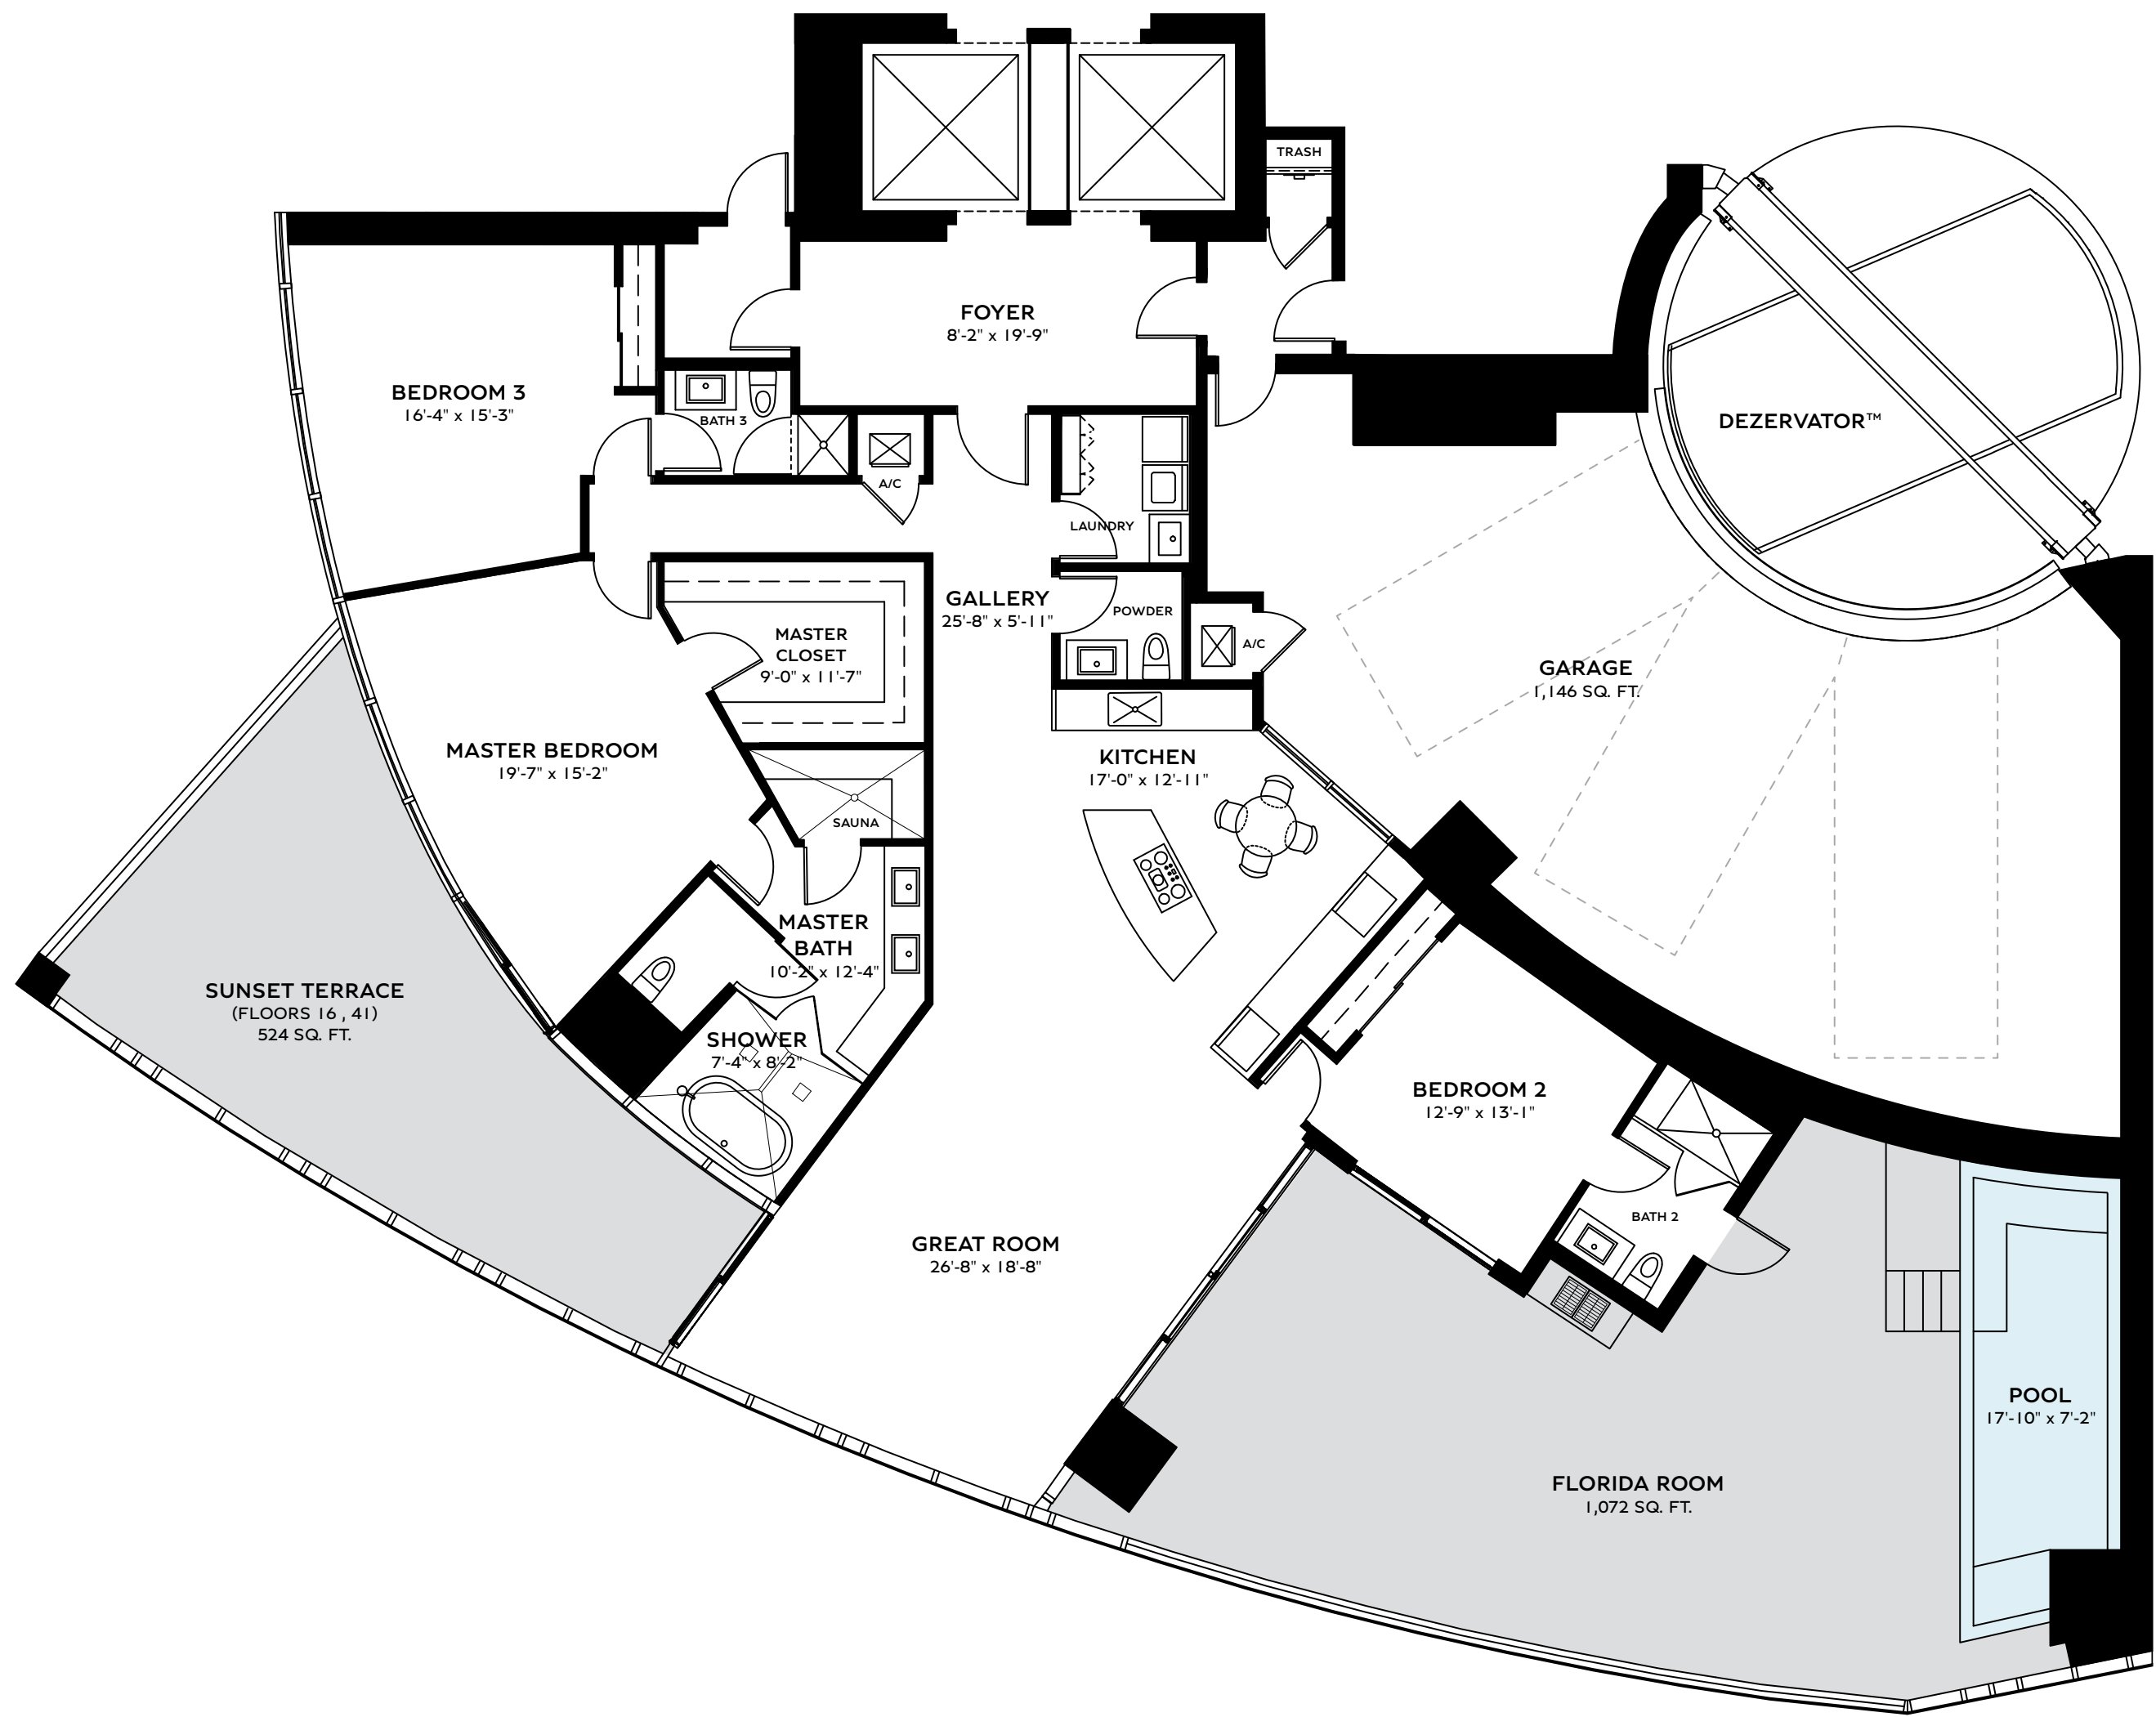 TRASH
FOYER
8'-2" x 19'-9"
BEDROOM 3
16'-4" x 15'-3"
BATH 3
DEZERVATOR™
A/C
LAUNDRY
GALLERY
25'-8" x 5'-11"
POWDER
MASTER
CLOSET
9'-0" x 11'-7"
A/C
GARAGE
1,146 SQ. FT.
MASTER BEDROOM
19'-7" x 15'-2"
KITCHEN
17'-0" x 12'-11"
SAUNA
MASTER
BATH
10'-2" x 12'-4"
SUNSET TERRACE
(FLOORS 16 , 41)
524 SQ. FT.
SHOWER
7'-4" x 8'-2"
BEDROOM 2
12'-9" x 13'-1"
BATH 2
GREAT ROOM
26'-8" x 18'-8"
POOL
17'-10" x 7'-2"
FLORIDA ROOM
1,072 SQ. FT.